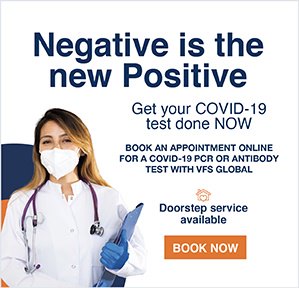 Negative is the
new Positive
Get your COVID-19
test done NOW
BOOK AN APPOINTMENT ONLINE
FOR A COVID-19 PCR OR ANTIBODY
TEST WITH VFS GLOBAL
Doorstep service
available
BOOK NOW